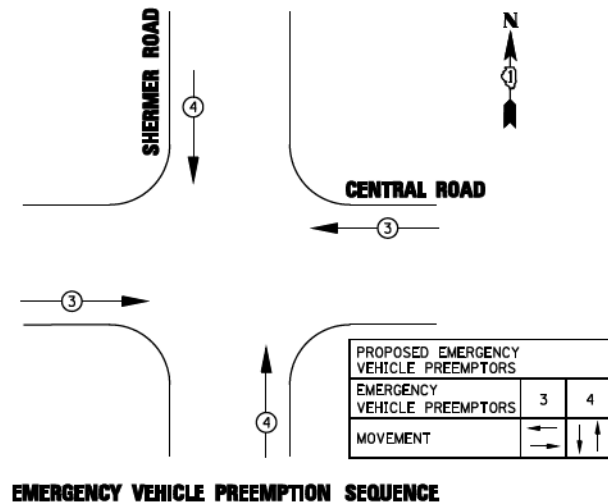 SHERMER ROAD
N
1
4
CENTRAL ROAD
3
3
4
PROPOSED EMERGENCY
VEHICLE PREEMPTORS
EMERGENCY
VEHICLE PREEMPTORS
3
4
MOVEMENT
EMERGENCY VEHICLE PREEMPTION SEQUENCE